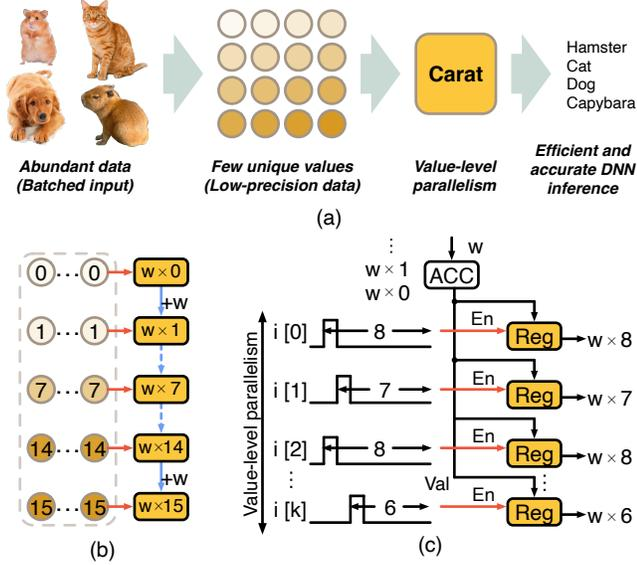 Carat
Hamster
Cat
Dog
Capybara
Abundant data
(Batched input)
Few unique values
(Low-precision data)
Value-level
parallelism
Efficient and
accurate DNN
inference
(a)
0 ... 0 w × 0
+w
1 ... 1 w × 1
7 ... 7 w × 7
14 ... 14 w×14
+w
15 ... 15 w×15
(b)
⋮
w × 1
w × 0
w
ACC
Value-level parallelism
i [0] 8 En Reg w × 8
i [1] 7 En Reg w × 7
i [2] 8 En Reg w × 8
⋮ Val ⋮
i [k] 6 En Reg w × 6
(c)